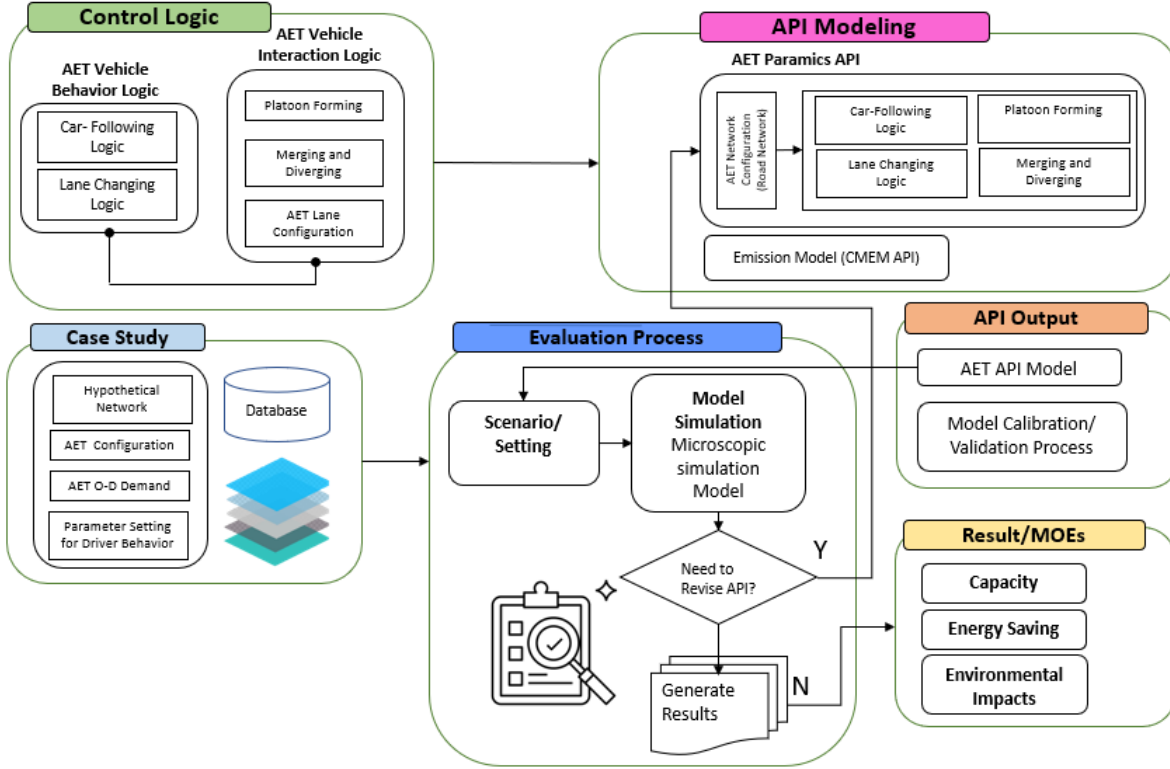 Control Logic
AET Vehicle
Behavior Logic
Car- Following
Logic
Lane Changing
Logic
AET Vehicle
Interaction Logic
Platoon Forming
Merging and
Diverging
AET Lane
Configuration
API Modeling
AET Paramics API
AET Network
Configuration
(Road Network)
Car-Following
Logic
Platoon Forming
Lane Changing
Logic
Merging and
Diverging
Emission Model (CMEM API)
Case Study
Hypothetical
Network
AET  Configuration
AET O-D Demand
Parameter Setting
for Driver Behavior
Database
Evaluation Process
Scenario/
Setting
Model
Simulation
Microscopic
simulation
Model
Need to
Revise API?
Y
N
Generate
Results
API Output
AET API Model
Model Calibration/
Validation Process
Result/MOEs
Capacity
Energy Saving
Environmental
Impacts